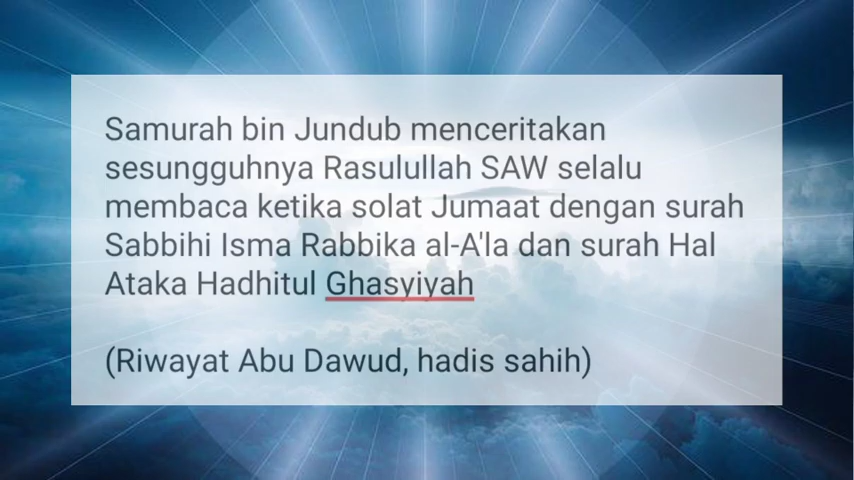 Samurah bin Jundub menceritakan
sesungguhnya Rasulullah SAW selalu
membaca ketika solat Jumaat dengan surah
Sabbihi Isma Rabbika al-A'la dan surah Hal
Ataka Hadhitul Ghasyiyah
(Riwayat Abu Dawud, hadis sahih)